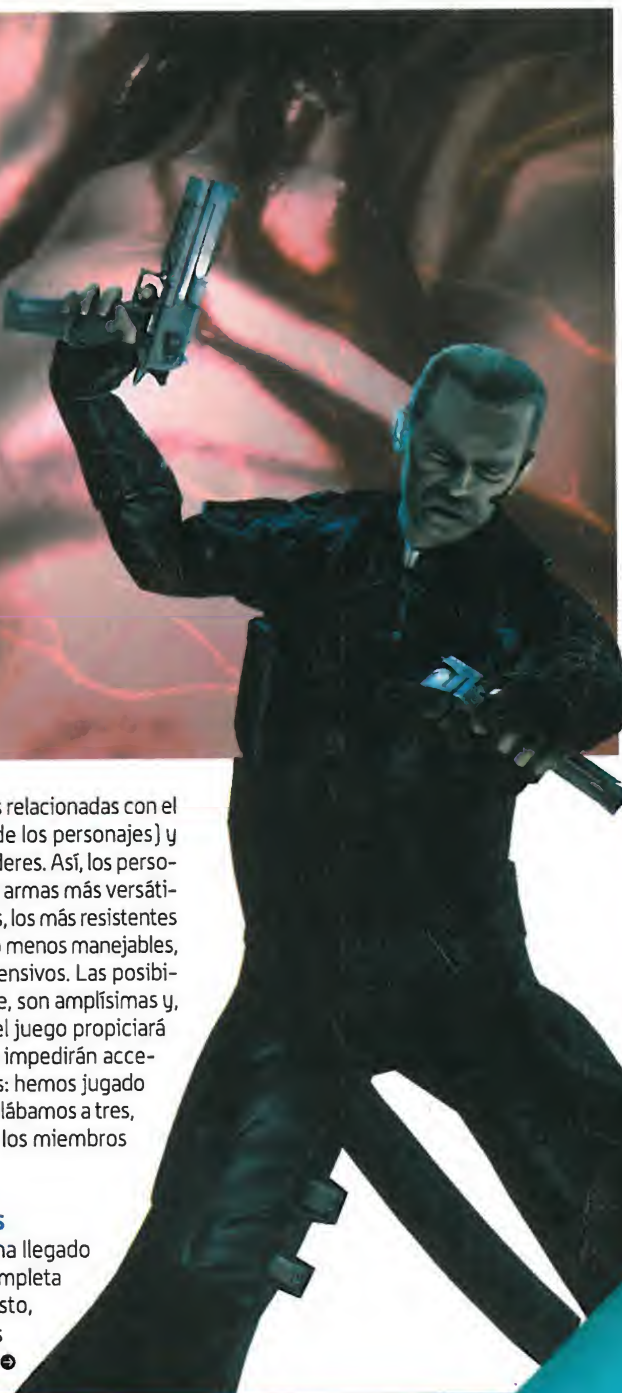 s relacionadas con el
de los personajes) y
deres. Así, los perso-
armas más versáti-
s, los más resistentes
o menos manejables,
ensivos. Las posibi-
e, son amplísimas y,
el juego propiciará
impedirán acce-
s: hemos jugado
lábamos a tres,
los miembros
s
ha llegado
mpleta
sto,
s